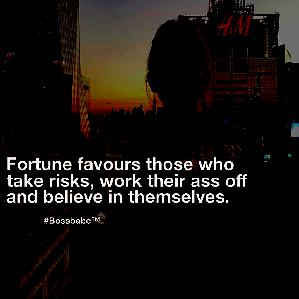 H&M
Fortune favours those who
take risks, work their ass off
and believe in themselves.
#Bossbabe™